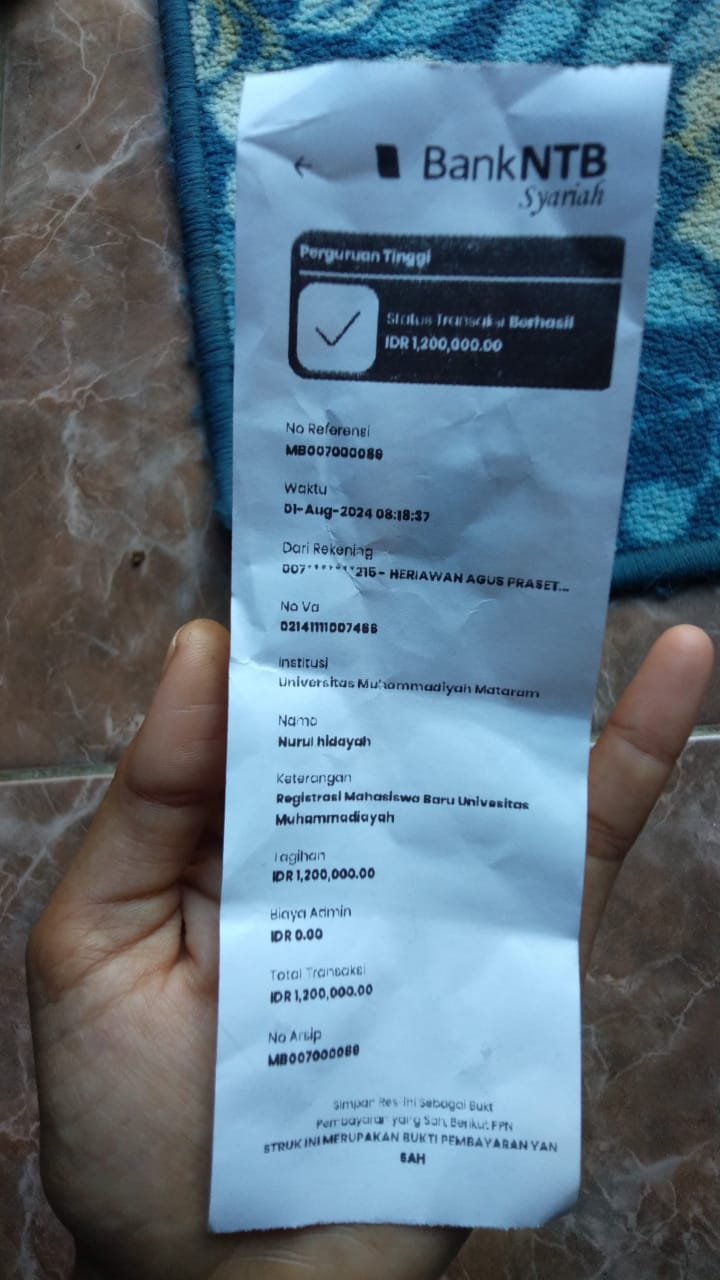 BankNTB
Syariah
Perguruan Tinggi
Status Transaksi Berhasil
IDR 1,200,000.00
No Referensi
MB007000089
Waktu
01-Aug-2024 08:18:37
Dari Rekening
007*******215- HERIAWAN AGUS PRASET...
No Va
02141111007466
Institusi
Universitas Muhammadiyah Mataram
Nama
Nurul hidayah
Keterangan
Registrasi Mahasiswa Baru Univesitas
Muhammadiayah
Tagihan
IDR 1,200,000.00
Biaya Admin
IDR 0.00
Total Transaksi
IDR 1,200,000.00
No Arsip
MB007000089
Simpan Resi Ini Sebagai Bukt
Pembayaran yang Sah, Berikut PPN
STRUK INI MERUPAKAN BUKTI PEMBAYARAN YAN
SAH